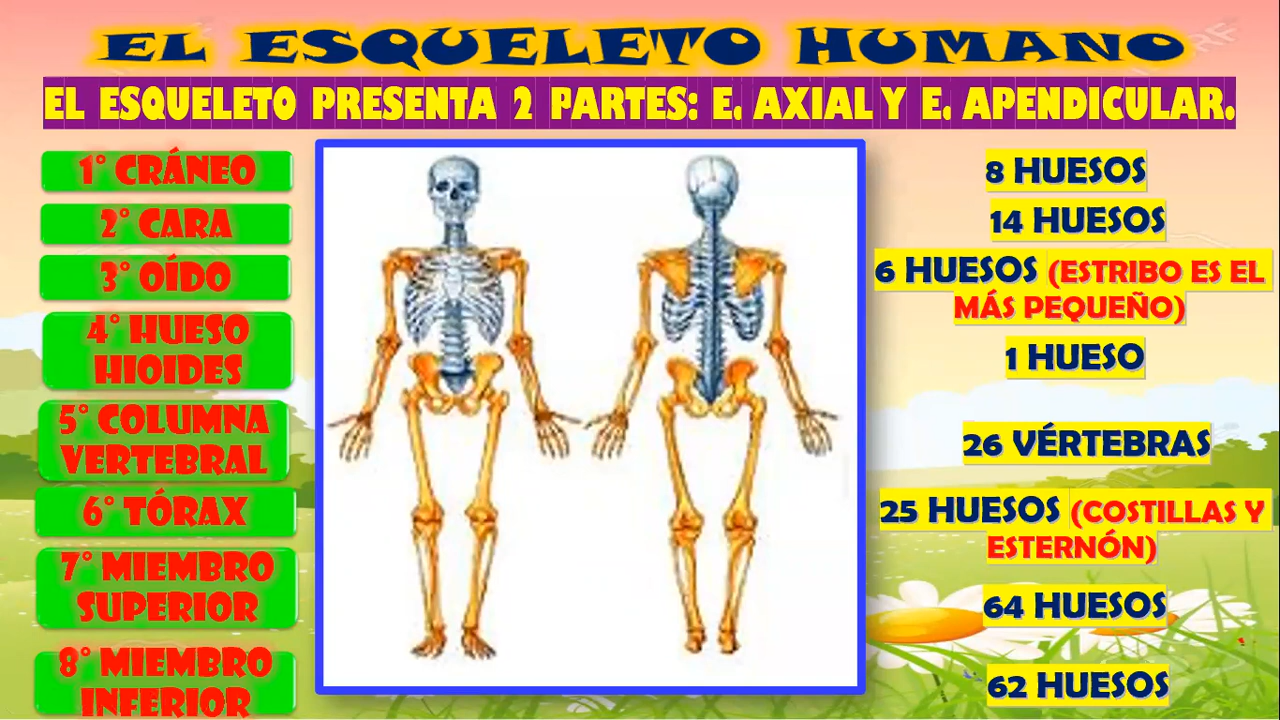 EL ESQUELETO HUMANO
EL ESQUELETO PRESENTA 2 PARTES: E. AXIAL Y E. APENDICULAR.
1° CRÁNEO
8 HUESOS
2° CARA
14 HUESOS
3° OÍDO
6 HUESOS (ESTRIBO ES EL
MÁS PEQUEÑO)
4° HUESO
HIOIDES
1 HUESO
5° COLUMNA
VERTEBRAL
26 VÉRTEBRAS
6° TÓRAX
25 HUESOS (COSTILLAS Y
ESTERNÓN)
7° MIEMBRO
SUPERIOR
64 HUESOS
8° MIEMBRO
INFERIOR
62 HUESOS